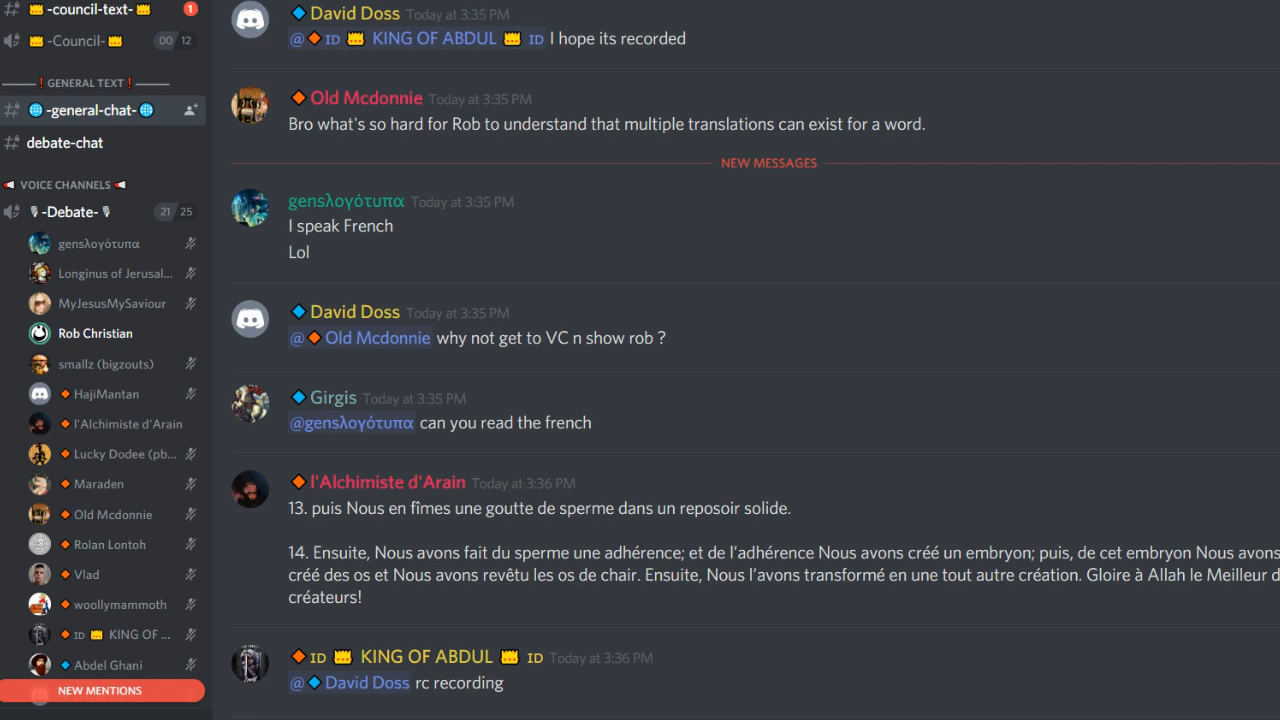 -council-text- 1
-Council- 00 12
GENERAL TEXT
-general-chat-
debate-chat
VOICE CHANNELS
-Debate- 21 25
gensλογότυπα
Longinus of Jerusal...
MyJesusMySaviour
Rob Christian
smallz (bigzouts)
HajiMantan
l'Alchimiste d'Arain
Lucky Dodee (pb...
Maraden
Old Mcdonnie
Rolan Lontoh
Vlad
woollymammoth
ID KING OF ...
Abdel Ghani
NEW MENTIONS
David Doss Today at 3:35 PM
@ ID KING OF ABDUL ID I hope its recorded
Old Mcdonnie Today at 3:35 PM
Bro what's so hard for Rob to understand that multiple translations can exist for a word.
NEW MESSAGES
gensλογότυπα Today at 3:35 PM
I speak French
Lol
David Doss Today at 3:35 PM
@ Old Mcdonnie why not get to VC n show rob ?
Girgis Today at 3:35 PM
@gensλογότυπα can you read the french
l'Alchimiste d'Arain Today at 3:36 PM
13. puis Nous en fîmes une goutte de sperme dans un reposoir solide.
14. Ensuite, Nous avons fait du sperme une adhérence; et de l'adhérence Nous avons créé un embryon; puis, de cet embryon Nous avons
créé des os et Nous avons revêtu les os de chair. Ensuite, Nous l'avons transformé en une tout autre création. Gloire à Allah le Meilleur d
créateurs!
ID KING OF ABDUL ID Today at 3:36 PM
@ David Doss rc recording